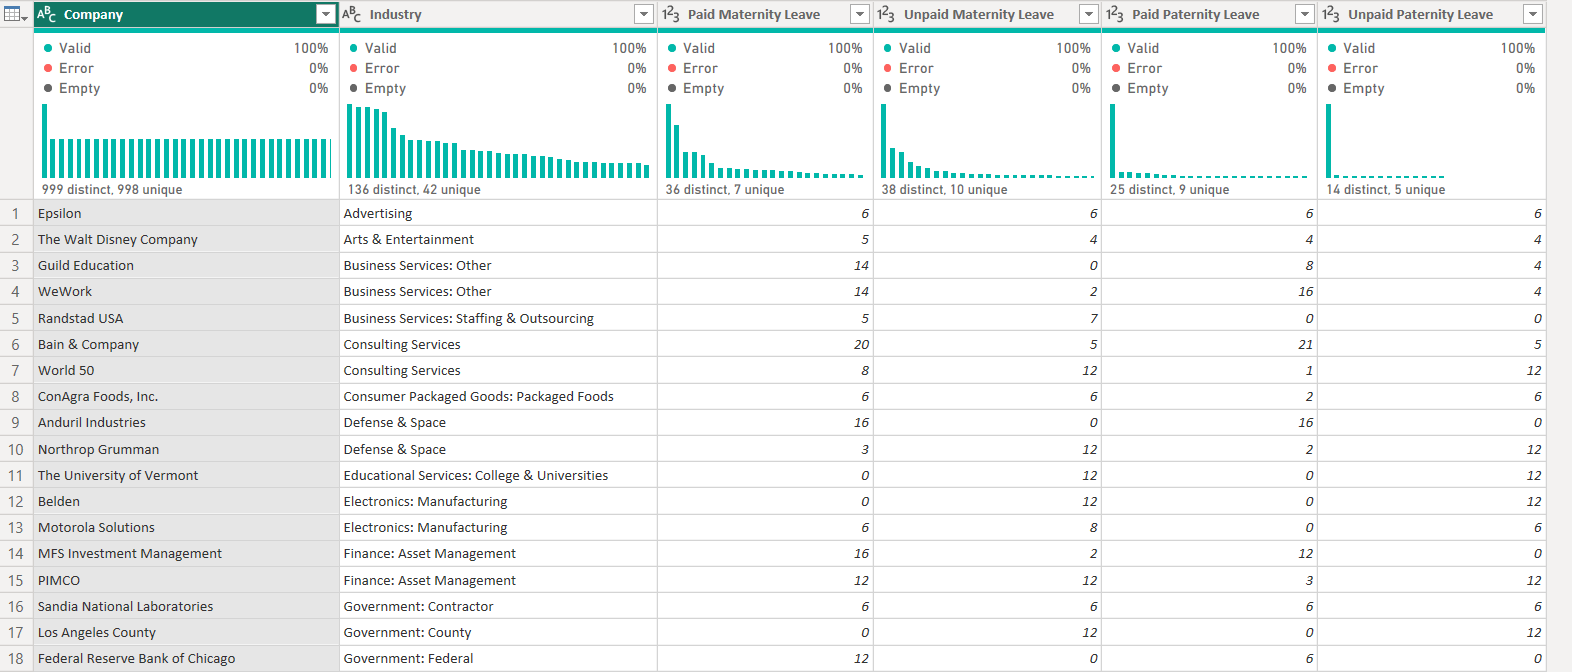 ABC Company ABC Industry 123 Paid Maternity Leave 123 Unpaid Maternity Leave 123 Paid Paternity Leave 123 Unpaid Paternity Leave
Valid 100% Valid 100% Valid 100% Valid 100% Valid 100% Valid 100%
Error 0% Error 0% Error 0% Error 0% Error 0% Error 0%
Empty 0% Empty 0% Empty 0% Empty 0% Empty 0% Empty 0%
999 distinct, 998 unique 136 distinct, 42 unique 36 distinct, 7 unique 38 distinct, 10 unique 25 distinct, 9 unique 14 distinct, 5 unique
1 Epsilon Advertising 6 6 6 6
2 The Walt Disney Company Arts & Entertainment 5 4 4 4
3 Guild Education Business Services: Other 14 0 8 4
4 WeWork Business Services: Other 14 2 16 4
5 Randstad USA Business Services: Staffing & Outsourcing 5 7 0 0
6 Bain & Company Consulting Services 20 5 21 5
7 World 50 Consulting Services 8 12 1 12
8 ConAgra Foods, Inc. Consumer Packaged Goods: Packaged Foods 6 6 2 6
9 Anduril Industries Defense & Space 16 0 16 0
10 Northrop Grumman Defense & Space 3 12 2 12
11 The University of Vermont Educational Services: College & Universities 0 12 0 12
12 Belden Electronics: Manufacturing 0 12 0 12
13 Motorola Solutions Electronics: Manufacturing 6 8 0 6
14 MFS Investment Management Finance: Asset Management 16 2 12 0
15 PIMCO Finance: Asset Management 12 12 3 12
16 Sandia National Laboratories Government: Contractor 6 6 6 6
17 Los Angeles County Government: County 0 12 0 12
18 Federal Reserve Bank of Chicago Government: Federal 12 0 6 0